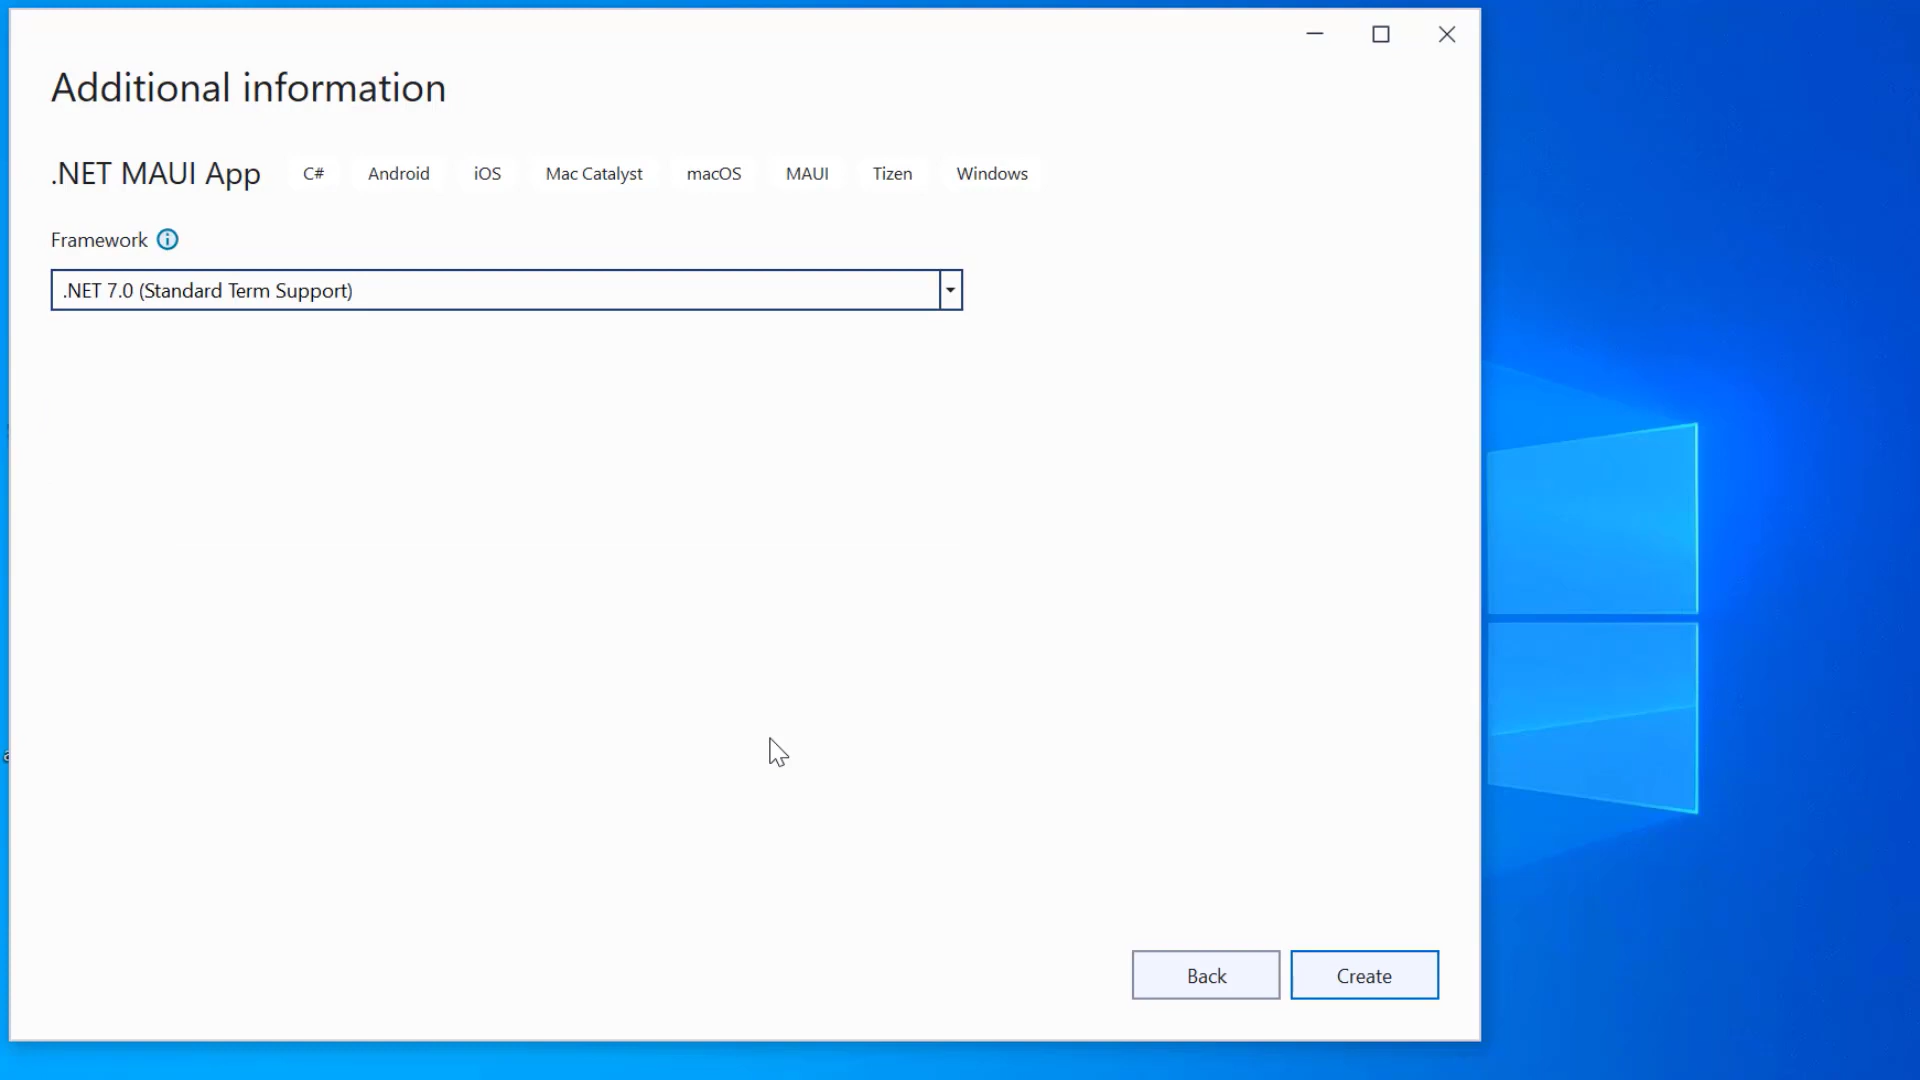 Additional information
.NET MAUI App C# Android iOS Mac Catalyst macOS MAUI Tizen Windows
Framework
.NET 7.0 (Standard Term Support)
Back Create